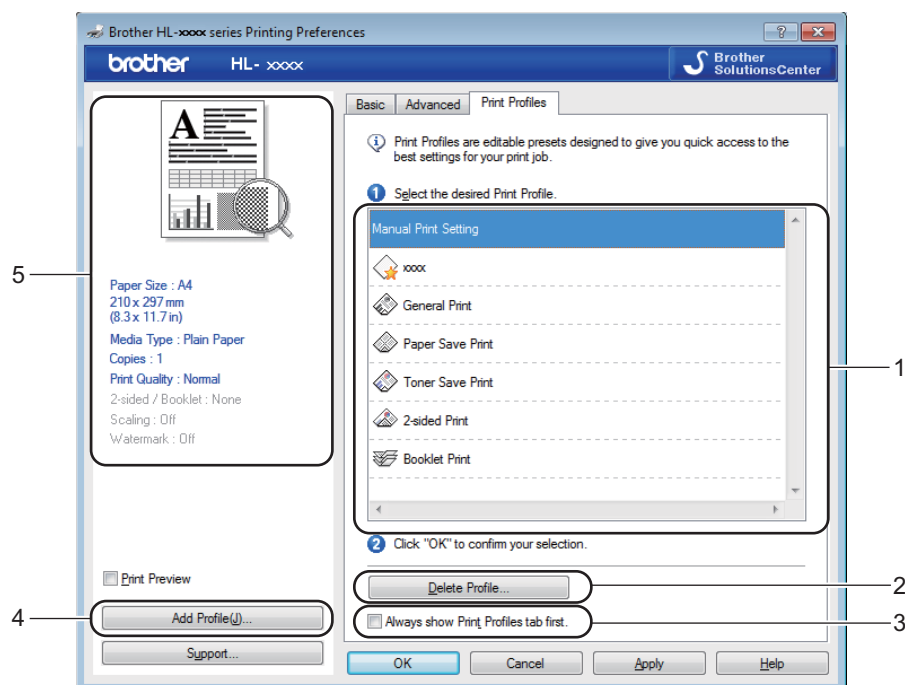 Brother HL-xxxx series Printing Preferences
brother HL- xxxx
Brother
SolutionsCenter
A
Paper Size : A4
210 x 297 mm
(8.3 x 11.7 in)
Media Type : Plain Paper
Copies : 1
Print Quality : Normal
2-sided / Booklet : None
Scaling : Off
Watermark : Off
Print Preview
Add Profile(J)...
Support...
Basic Advanced Print Profiles
Print Profiles are editable presets designed to give you quick access to the
best settings for your print job.
1 Select the desired Print Profile.
Manual Print Setting
xxxx
General Print
Paper Save Print
Toner Save Print
2-sided Print
Booklet Print
2 Click "OK" to confirm your selection.
Delete Profile...
Always show Print Profiles tab first.
OK Cancel Apply Help
5
4
1
2
3